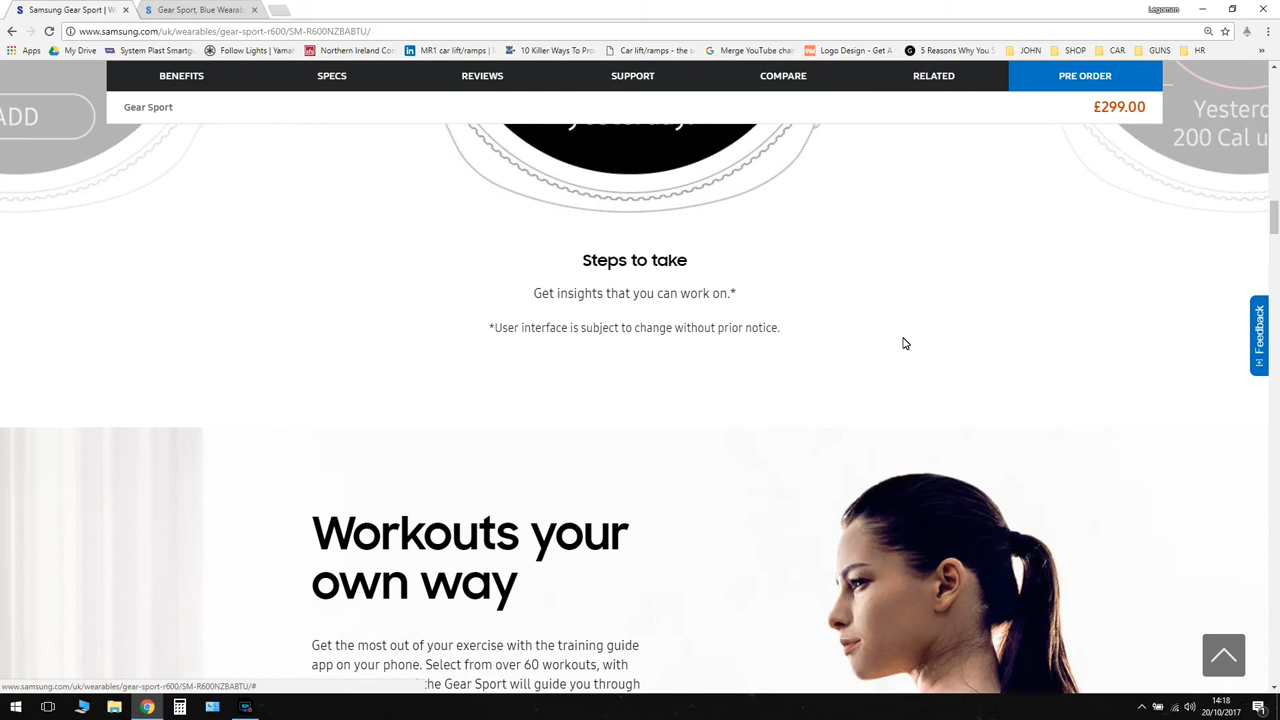 Samsung Gear Sport | W
Gear Sport, Blue Wearab
Legoman
www.samsung.com/uk/wearables/gear-sport-r600/SM-R600NZBABTU/
Apps
My Drive
System Plast Smartg
Follow Lights | Yamah
Northern Ireland Con
MR1 car lift/ramps -
10 Killer Ways To Pro
Car lift/ramps - the s
Merge YouTube chan
Logo Design - Get A
5 Reasons Why You S
JOHN
SHOP
CAR
GUNS
HR
BENEFITS
SPECS
REVIEWS
SUPPORT
COMPARE
RELATED
PRE ORDER
Gear Sport
£299.00
ADD
yesterday.
Yesterd
200 Cal u
Steps to take
Get insights that you can work on.*
*User interface is subject to change without prior notice.
[+] Feedback
Workouts your
own way
Get the most out of your exercise with the training guide
app on your phone. Select from over 60 workouts, with
the Gear Sport will guide you through
www.samsung.com/uk/wearables/gear-sport-r600/SM-R600NZBABTU/#
14:18
20/10/2017